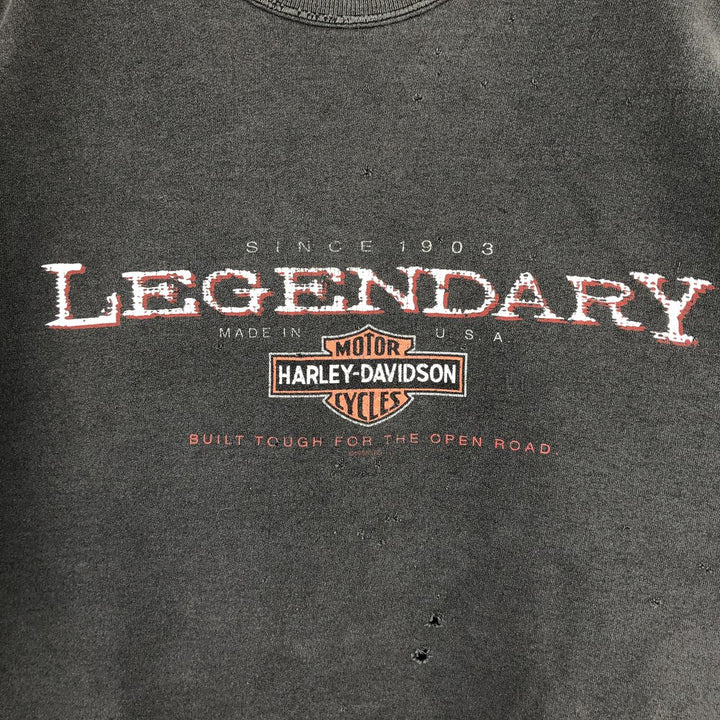 SINCE 1903
LEGENDARY
MADE IN U S A
MOTOR
HARLEY-DAVIDSON
CYCLES
BUILT TOUGH FOR THE OPEN ROAD.